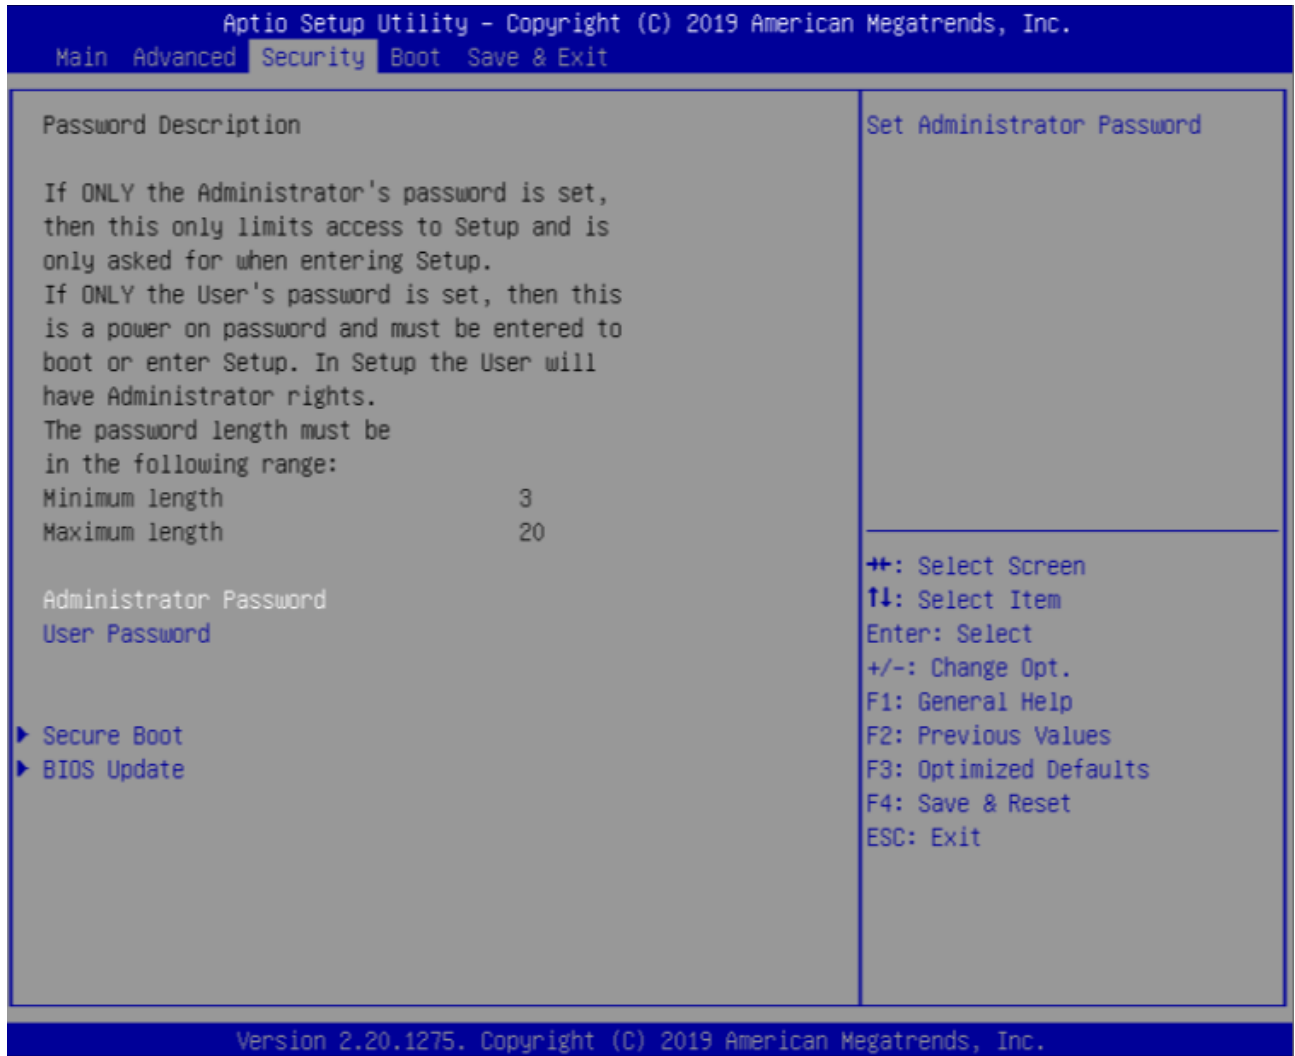 Aptio Setup Utility – Copyright (C) 2019 American Megatrends, Inc.
Main Advanced Security Boot Save & Exit
Password Description
If ONLY the Administrator's password is set,
then this only limits access to Setup and is
only asked for when entering Setup.
If ONLY the User's password is set, then this
is a power on password and must be entered to
boot or enter Setup. In Setup the User will
have Administrator rights.
The password length must be
in the following range:
Minimum length 3
Maximum length 20
Administrator Password
User Password
Secure Boot
BIOS Update
Set Administrator Password
→←: Select Screen
↑↓: Select Item
Enter: Select
+/-: Change Opt.
F1: General Help
F2: Previous Values
F3: Optimized Defaults
F4: Save & Reset
ESC: Exit
Version 2.20.1275. Copyright (C) 2019 American Megatrends, Inc.